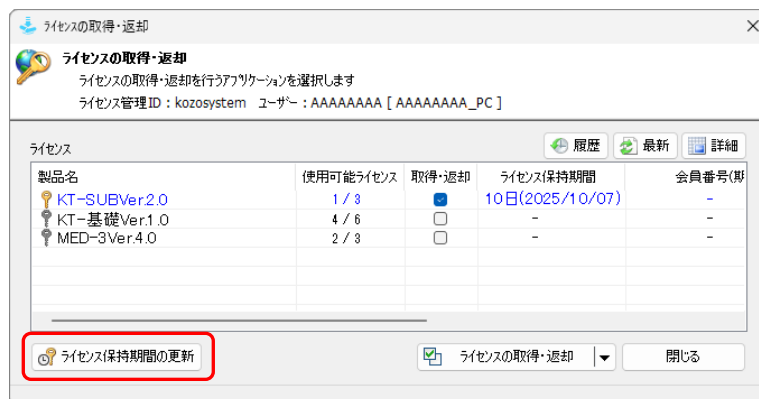 ライセンスの取得・返却
ライセンスの取得・返却
ライセンスの取得・返却を行うアプリケーションを選択します
ライセンス管理ID：kozosystem ユーザー：AAAAAAAA [ AAAAAAAA_PC ]
ライセンス 履歴 最新 詳細
製品名 使用可能ライセンス 取得・返却 ライセンス保持期間 会員番号(期
KT-SUBVer.2.0 1 / 3 10日(2025/10/07) -
KT-基礎Ver.1.0 4 / 6 - -
MED-3Ver.4.0 2 / 3 - -
ライセンス保持期間の更新 ライセンスの取得・返却 閉じる